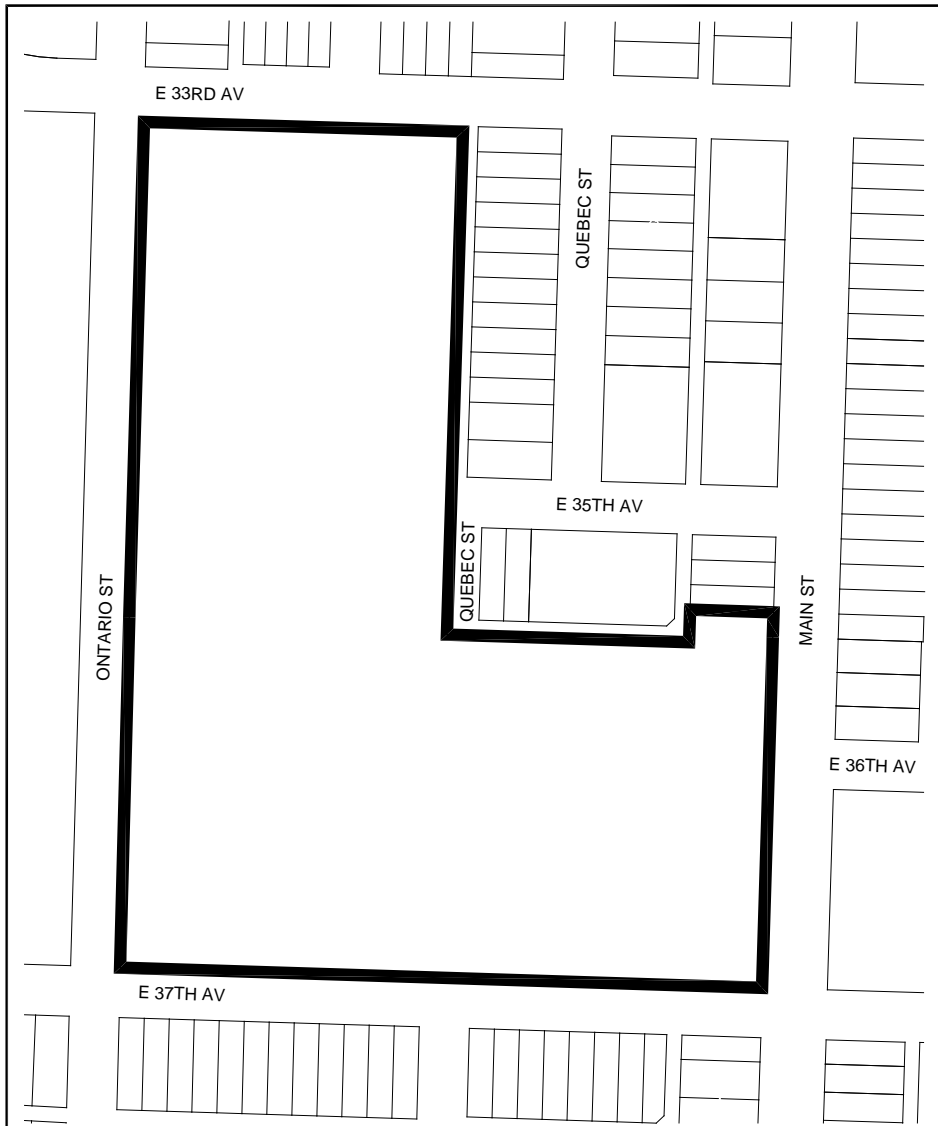 E 33RD AV
QUEBEC ST
E 35TH AV
QUEBEC ST
ONTARIO ST
MAIN ST
E 36TH AV
E 37TH AV